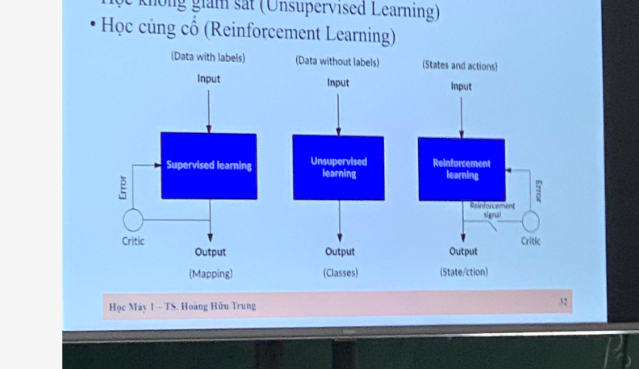 Học không giám sát (Unsupervised Learning)
• Học củng cố (Reinforcement Learning)
(Data with labels) (Data without labels) (States and actions)
Input Input Input
Supervised learning Unsupervised learning Reinforcement learning
Error Error
Reinforcement signal
Critic Critic
Output Output Output
(Mapping) (Classes) (State/ction)
Học Máy 1 – TS. Hoàng Hữu Trung 32